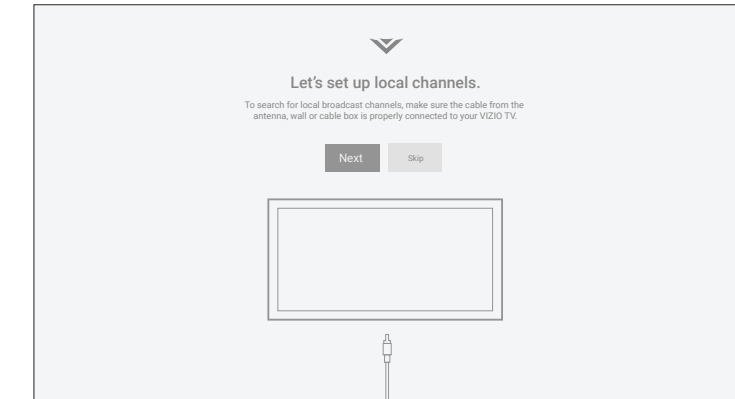 Let’s set up local channels.
To search for local broadcast channels, make sure the cable from the
antenna, wall or cable box is properly connected to your VIZIO TV.
Next Skip